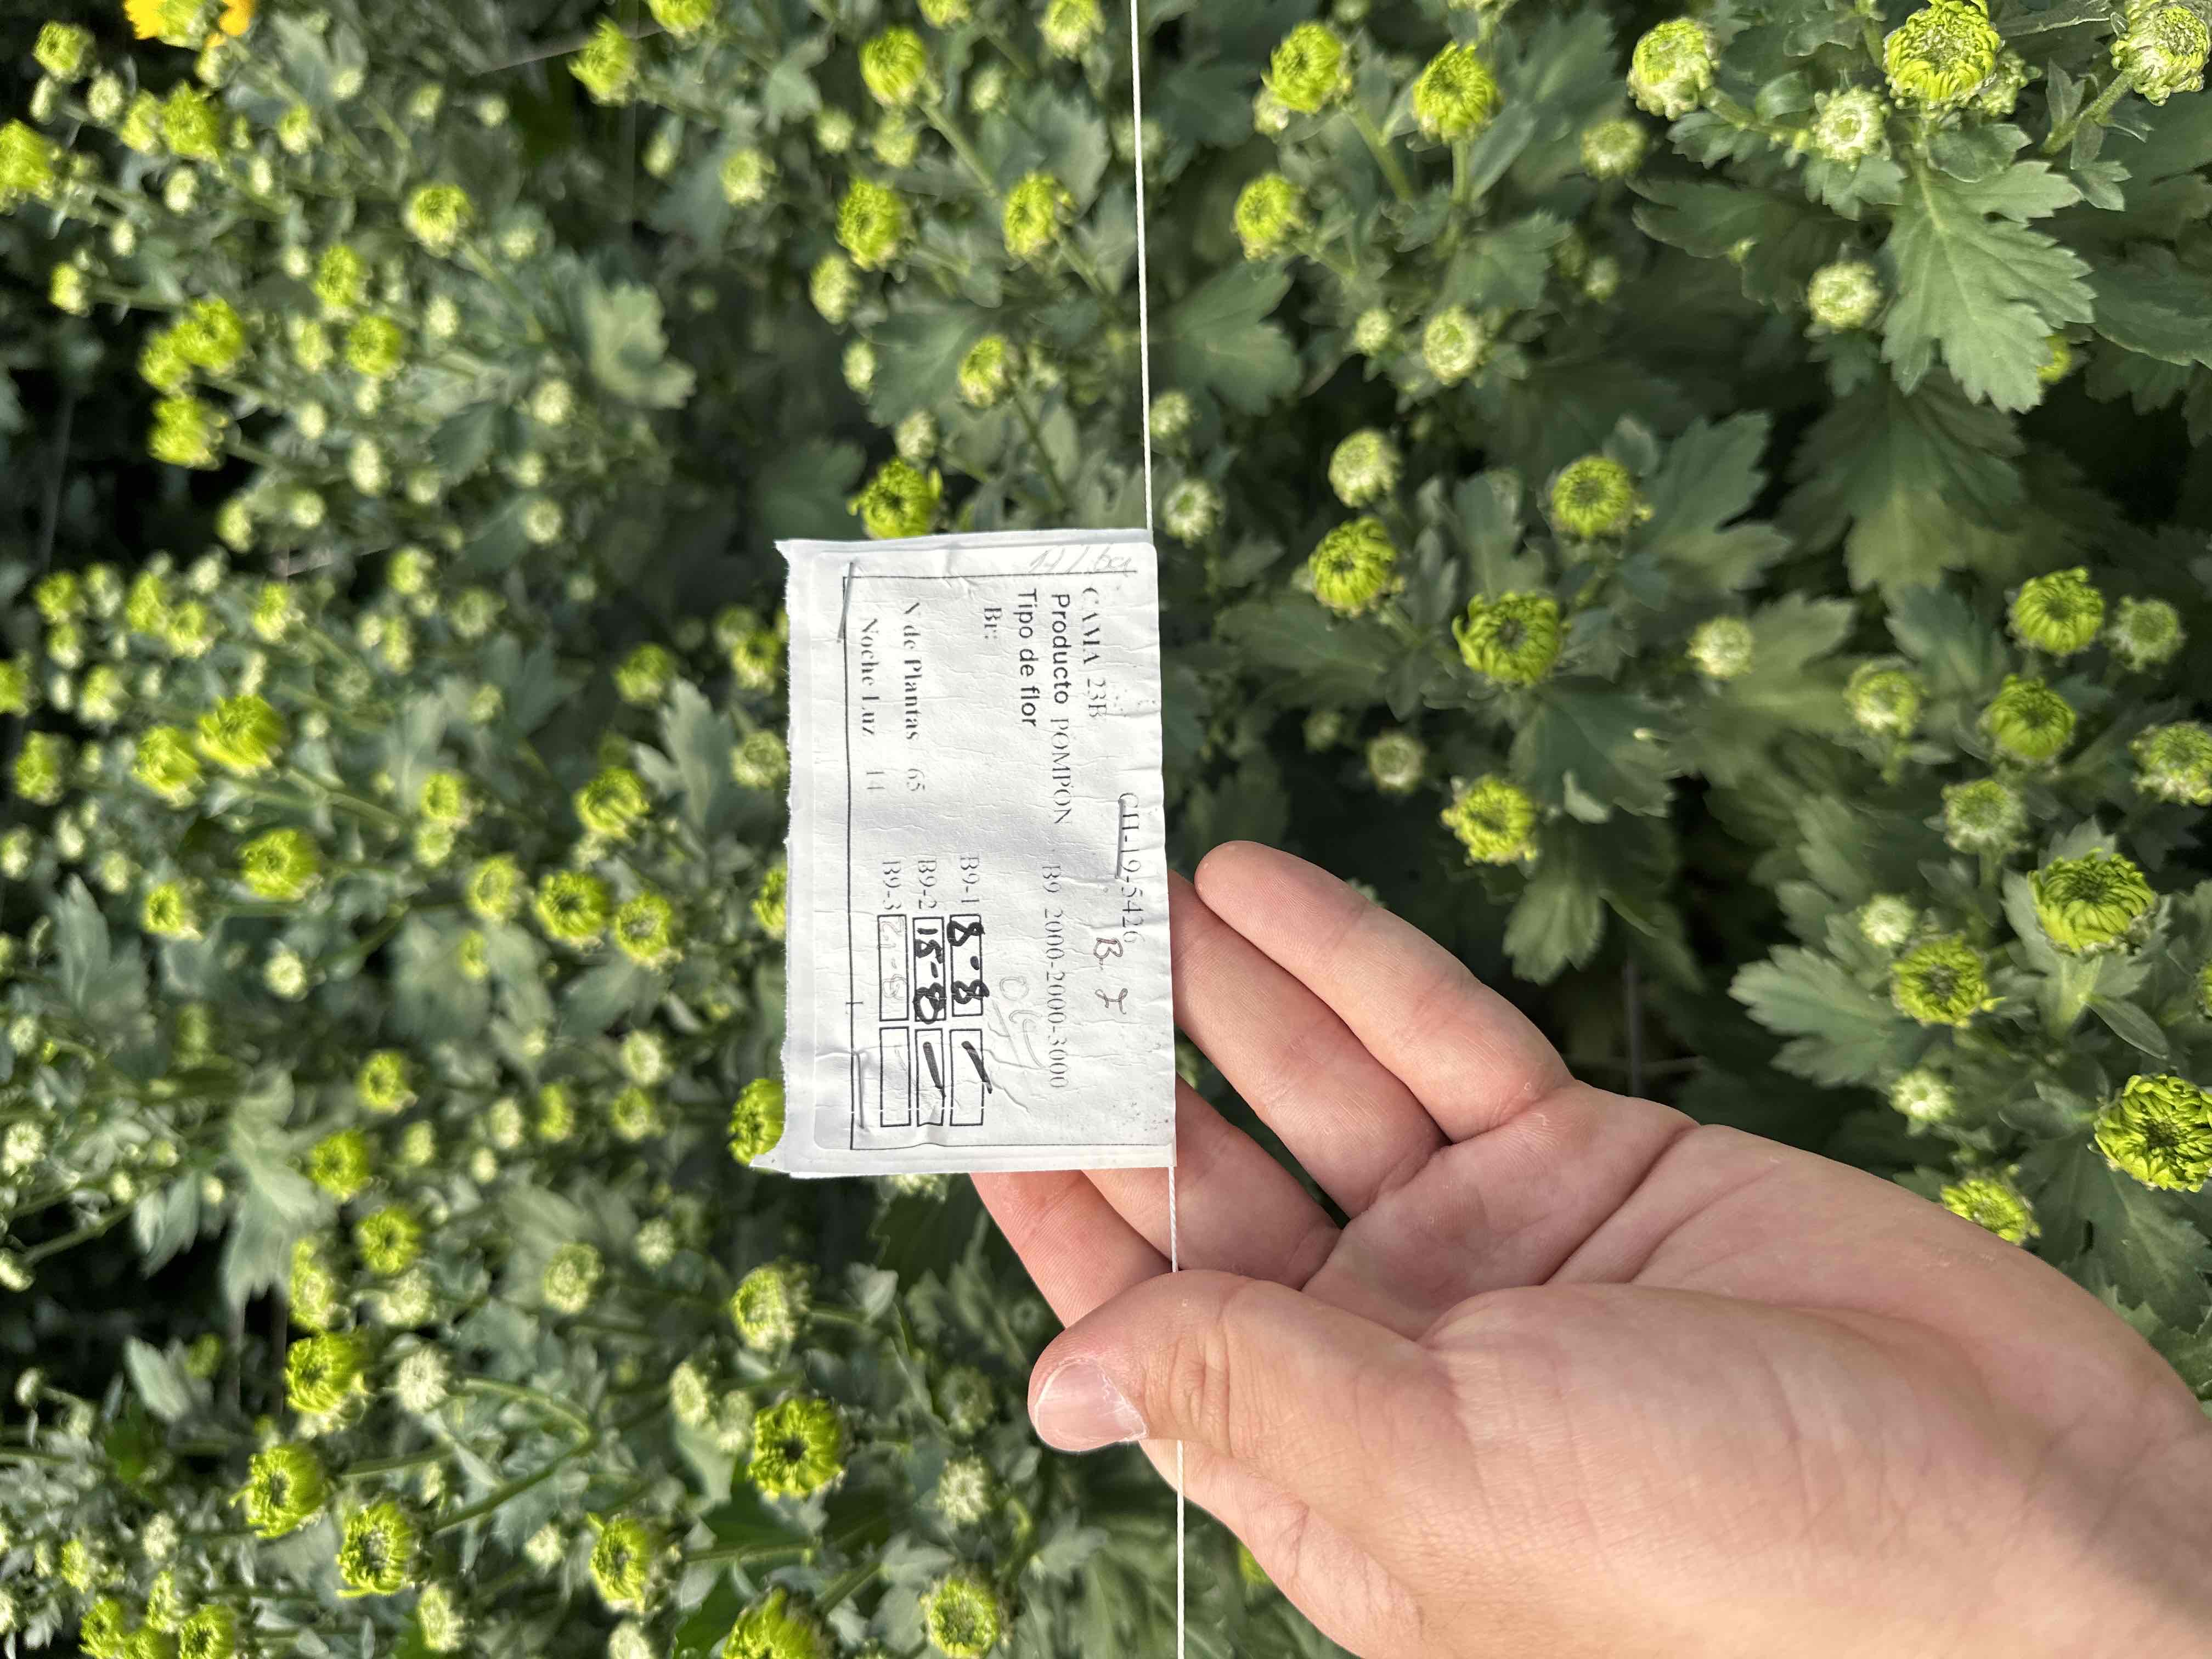 CH-19-5426
CAMA 23B B.I
Producto POMPON B9 2000-2000-3000
Tipo de flor
Br:
B9-1 8-8
B9-2 15-8
N de Plantas 65
B9-3
Noche Luz 14